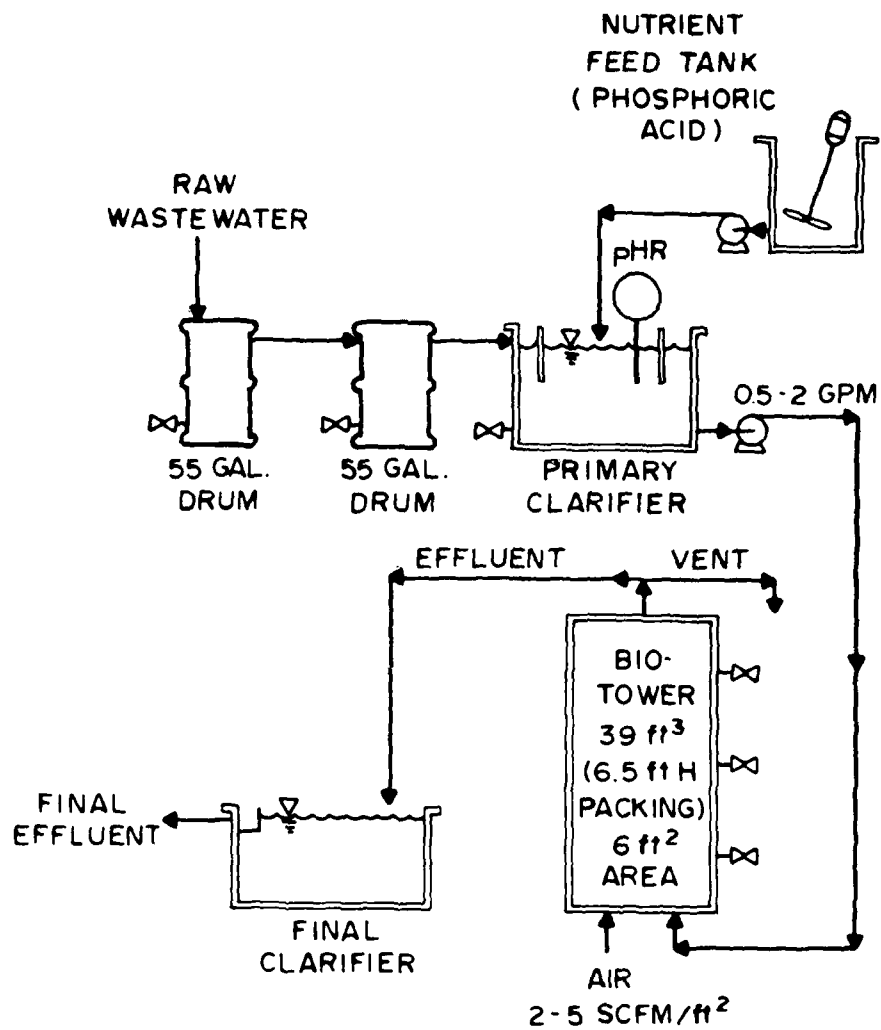 NUTRIENT
FEED TANK
(PHOSPHORIC
ACID)
RAW
WASTEWATER
pHR
0.5-2 GPM
55 GAL.
DRUM
55 GAL.
DRUM
PRIMARY
CLARIFIER
EFFLUENT
VENT
BIO-
TOWER
39 ft³
(6.5 ft H
PACKING)
6 ft²
AREA
FINAL
EFFLUENT
FINAL
CLARIFIER
AIR
2-5 SCFM/ft²